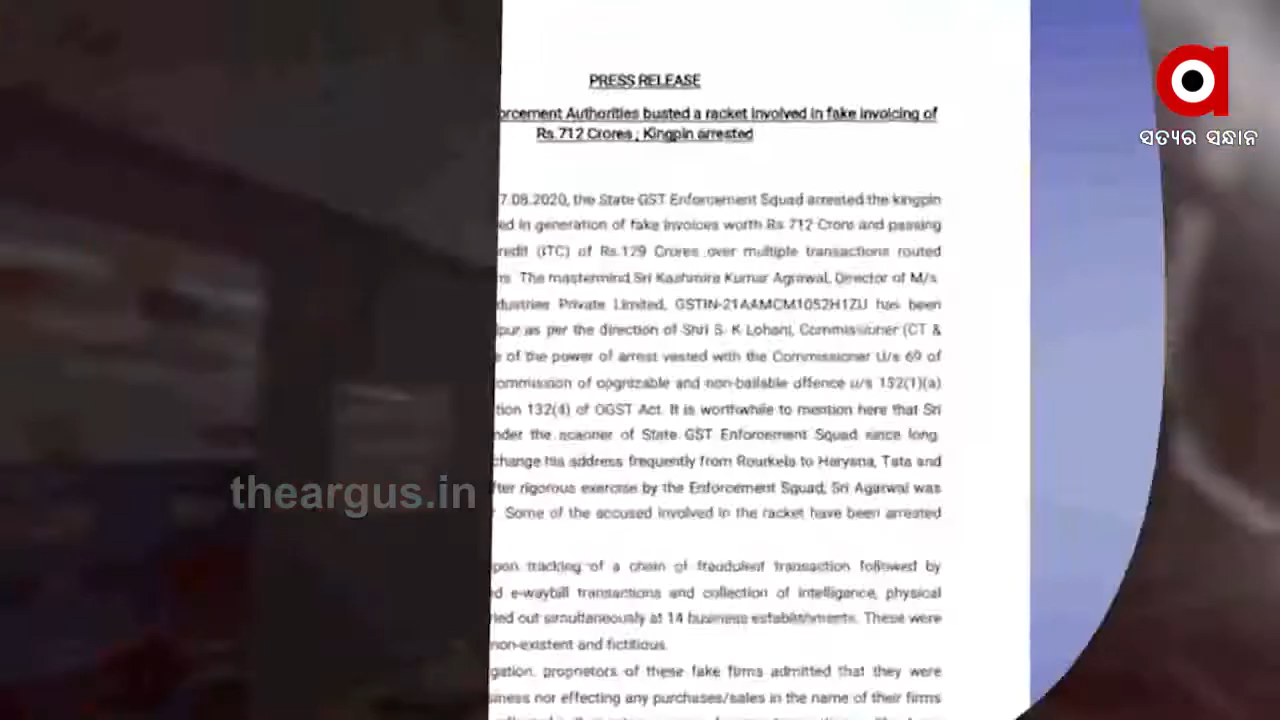 PRESS RELEASE
orcement Authorities busted a racket involved in fake invoicing of
Rs.712 Crores ; Kingpin arrested
ସତ୍ୟର ସନ୍ଧାନ
7.08.2020, the State GST Enforcement Squad arrested the kingpin
ed in generation of fake invoices worth Rs 712 Crors and passing
redit (ITC) of Rs.129 Crores over multiple transactions routed
ns. The mastermind Sri Kashmira Kumar Agrawal, Director of M/s.
dustries Private Limited, GSTIN-21AAMCM1052H1ZU has been
lpur as per the direction of Shri S. K Lohani, Commissioner (CT &
e of the power of arrest vested with the Commissioner U/s 69 of
ommission of cognizable and non-bailable offence u/s 132(1)(a)
tion 132(4) of OGST Act. It is worthwhile to mention here that Sri
nder the scanner of State GST Enforcement Squad since long.
change his address frequently from Rourkela to Haryana, Tata and
fter rigorous exercise by the Enforcement Squad, Sri Agarwal was
theargus.in
Some of the accused involved in the racket have been arrested
pon tracking of a chain of fraudulent transaction followed by
d e-waybill transactions and collection of intelligence, physical
ried out simultaneously at 14 business establishments. These were
non-existent and fictitious.
gation, proprietors of these fake firms admitted that they were
siness nor effecting any purchases/sales in the name of their firms